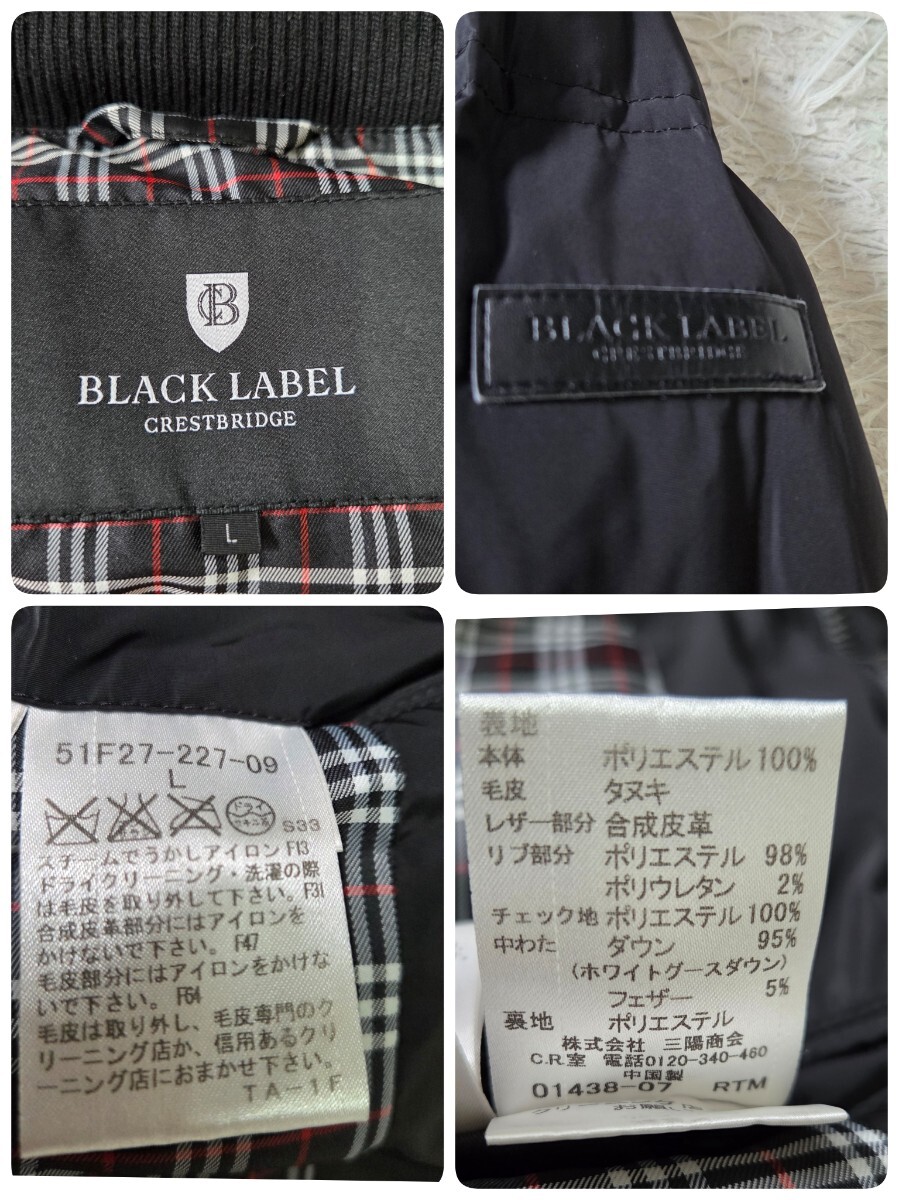 CB
BLACK LABEL
CRESTBRIDGE
L
BLACK LABEL
CRESTBRIDGE
51F27-227-09
L
ドライ
セキユ系
S33
スチームでうかしアイロン F13
ドライクリーニング・洗濯の際
は毛皮を取り外して下さい。F31
合成皮革部分にはアイロンを
かけないで下さい。F47
毛皮部分にはアイロンをかけな
いで下さい。F64
毛皮は取り外し、毛皮専門のク
リーニング店か、信用あるクリ
ーニング店におまかせ下さい。
TA-1F
表地
本体 ポリエステル100%
毛皮 タヌキ
レザー部分 合成皮革
リブ部分 ポリエステル 98%
ポリウレタン 2%
チェック地 ポリエステル100%
中わた ダウン 95%
(ホワイトグースダウン)
フェザー 5%
裏地 ポリエステル
株式会社 三陽商会
C.R室 電話0120-340-460
中国製
01438-07 RTM